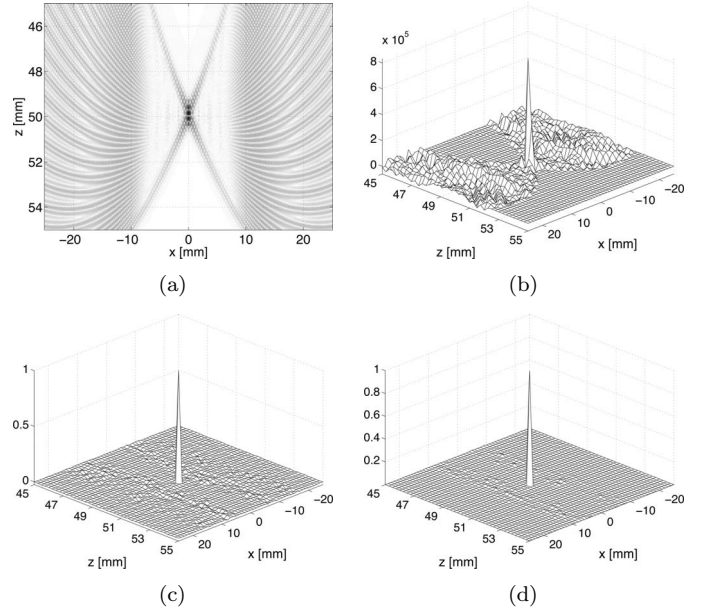 46
48
50
52
54
z [mm]
−20 −10 0 10 20
x [mm]
(a)
x 10^5
8
6
4
2
0
45 47 49 51 53 55
z [mm]
20 10 0 −10 −20
x [mm]
(b)
1
0.5
0
45 47 49 51 53 55
z [mm]
20 10 0 −10 −20
x [mm]
(c)
1
0.8
0.6
0.4
0.2
45 47 49 51 53 55
z [mm]
20 10 0 −10 −20
x [mm]
(d)